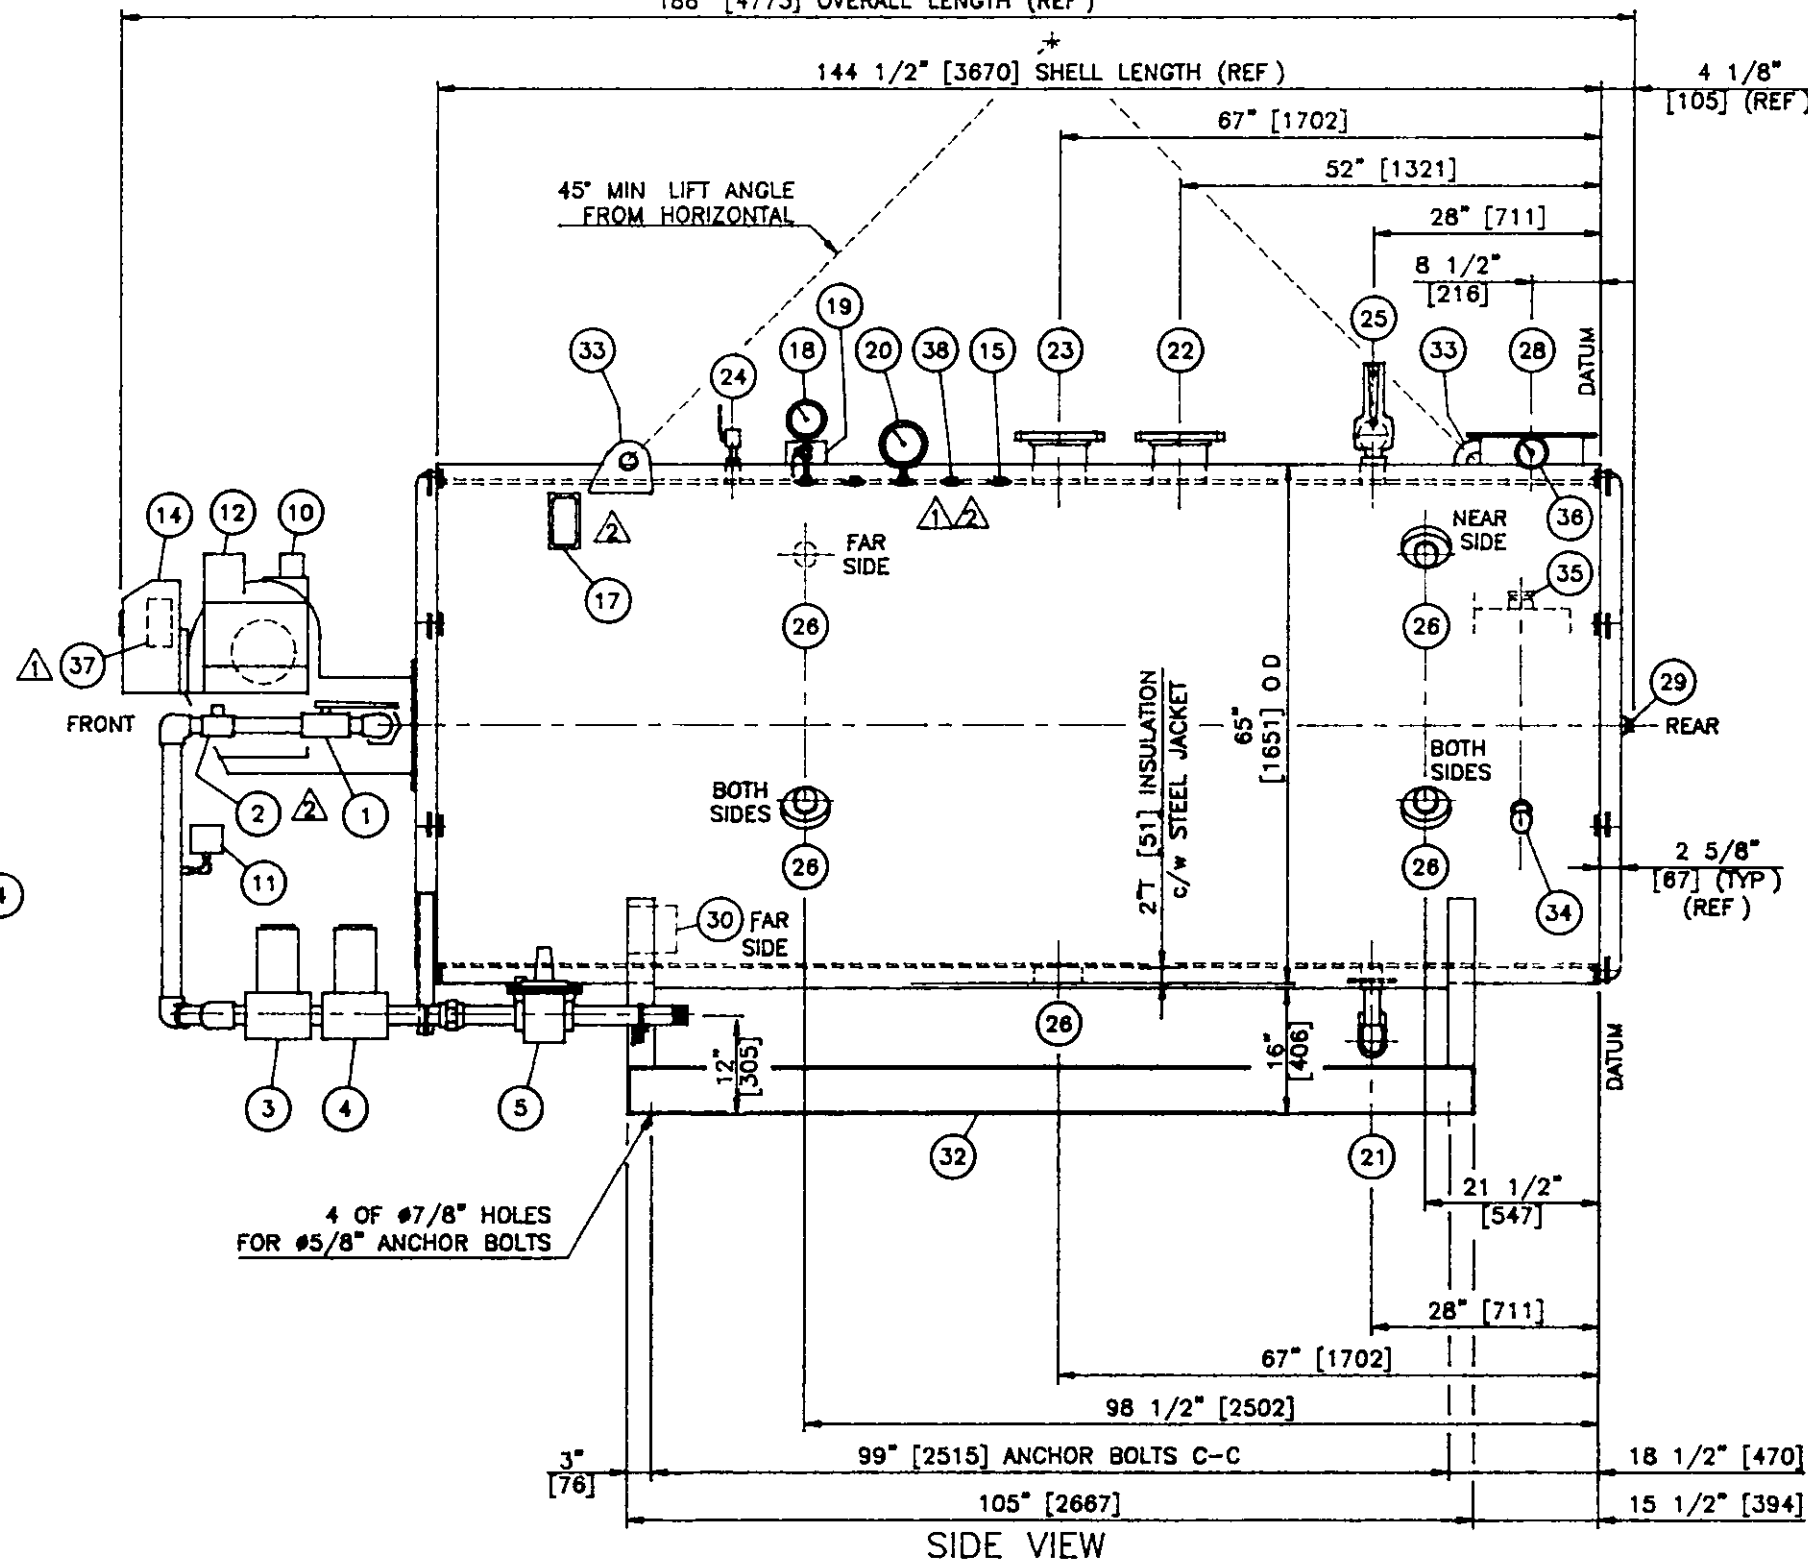 188" [4775] OVERALL LENGTH (REF)
144 1/2" [3670] SHELL LENGTH (REF)
4 1/8"
[105] (REF)
67" [1702]
52" [1321]
45° MIN LIFT ANGLE
FROM HORIZONTAL
28" [711]
8 1/2"
[216]
DATUM
19
25
33
24
18
20
38
15
23
22
33
28
14
12
10
2
1 2
NEAR
SIDE
36
FAR
SIDE
17
35
26
26
1
37
FRONT
29
REAR
2"T [51] INSULATION
c/w STEEL JACKET
65"
[1651] O D
BOTH
SIDES
BOTH
SIDES
2
2
1
11
26
26
2 5/8"
[67] (TYP)
(REF)
4
30
FAR
SIDE
34
26
12"
[305]
16"
[406]
DATUM
3
4
5
32
21
21 1/2"
[547]
4 OF ø7/8" HOLES
FOR ø5/8" ANCHOR BOLTS
28" [711]
67" [1702]
98 1/2" [2502]
3"
[76]
99" [2515] ANCHOR BOLTS C-C
18 1/2" [470]
105" [2667]
15 1/2" [394]
SIDE VIEW